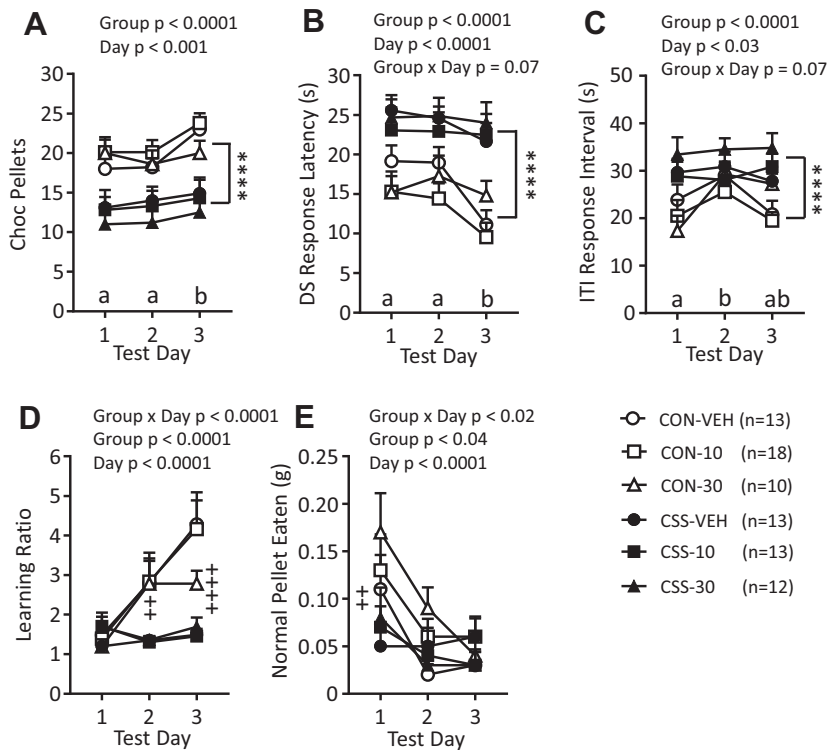 A
Group p < 0.0001
Day p < 0.001
Choc Pellets
30
25
20
15
10
5
0
****
a a b
1 2 3
Test Day
B
Group p < 0.0001
Day p < 0.0001
Group x Day p = 0.07
DS Response Latency (s)
30
25
20
15
10
5
0
****
a a b
1 2 3
Test Day
C
Group p < 0.0001
Day p < 0.03
Group x Day p = 0.07
ITI Response Interval (s)
50
40
30
20
10
0
****
a b ab
1 2 3
Test Day
D
Group x Day p < 0.0001
Group p < 0.0001
Day p < 0.0001
Learning Ratio
6
5
4
3
2
1
0
++
++++
1 2 3
Test Day
E
Group x Day p < 0.02
Group p < 0.04
Day p < 0.0001
Normal Pellet Eaten (g)
0.25
0.20
0.15
0.10
0.05
0.00
++
1 2 3
Test Day
CON-VEH (n=13)
CON-10 (n=18)
CON-30 (n=10)
CSS-VEH (n=13)
CSS-10 (n=13)
CSS-30 (n=12)